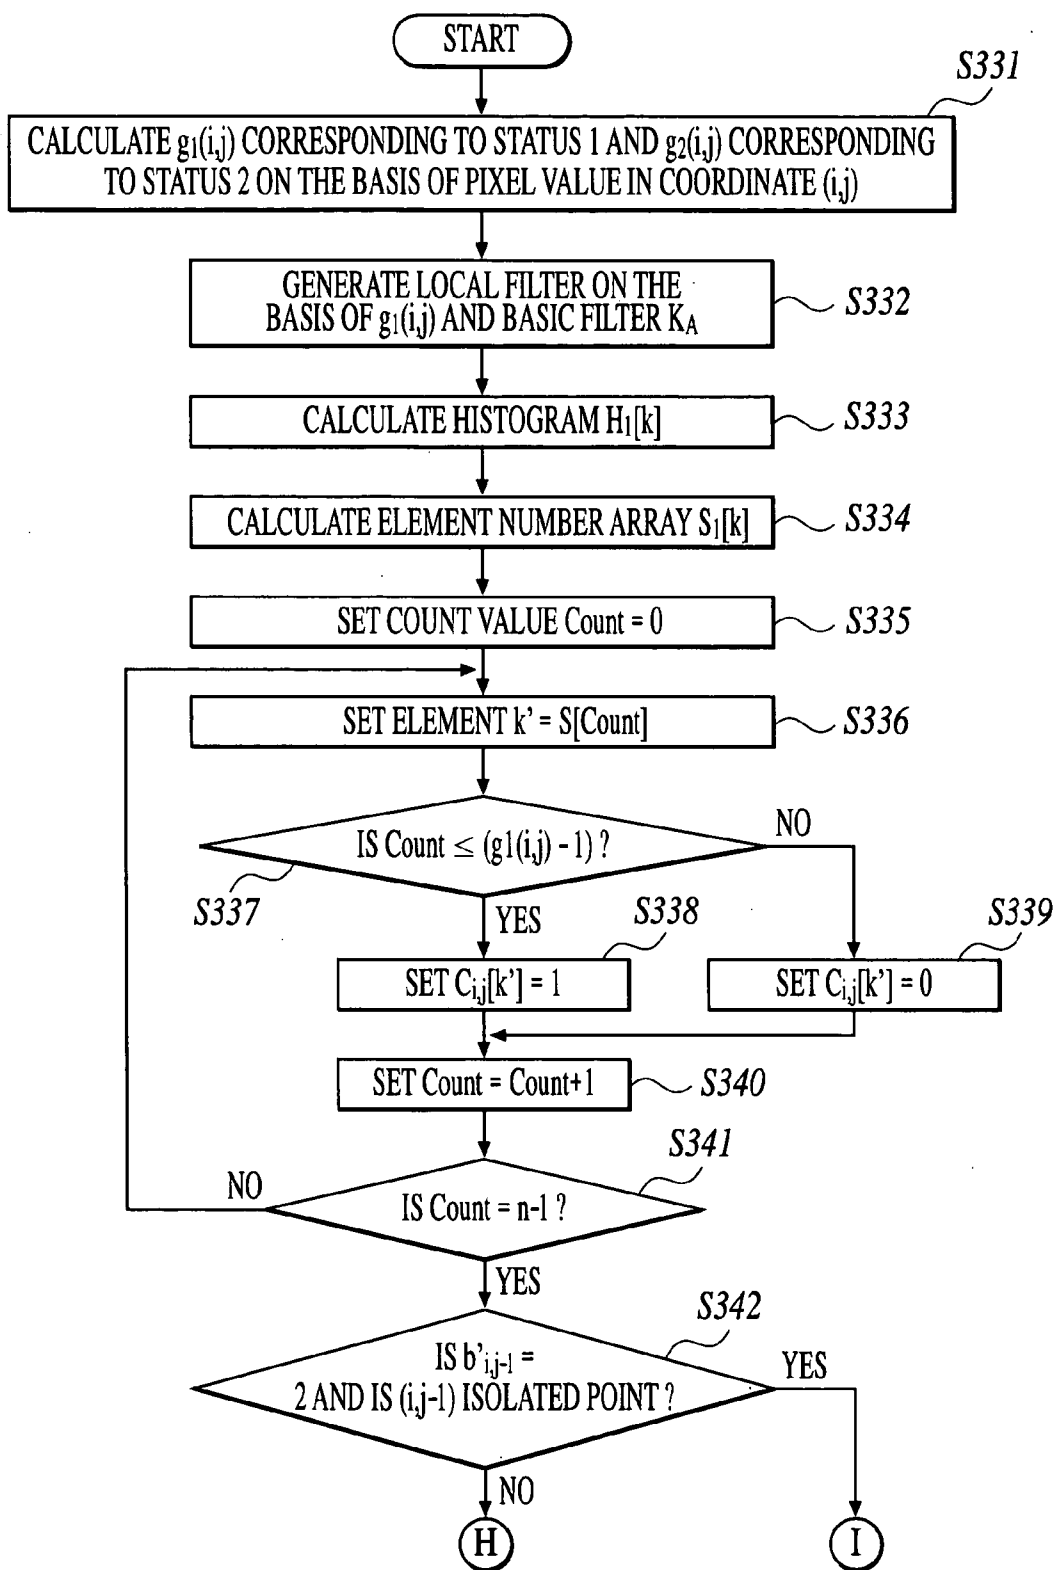 START
S331
CALCULATE g1(i,j) CORRESPONDING TO STATUS 1 AND g2(i,j) CORRESPONDING
TO STATUS 2 ON THE BASIS OF PIXEL VALUE IN COORDINATE (i,j)
GENERATE LOCAL FILTER ON THE
BASIS OF g1(i,j) AND BASIC FILTER KA
S332
CALCULATE HISTOGRAM H1[k]
S333
CALCULATE ELEMENT NUMBER ARRAY S1[k]
S334
SET COUNT VALUE Count = 0
S335
SET ELEMENT k' = S[Count]
S336
IS Count ≤ (g1(i,j) - 1) ?
NO
S337
YES
S338
S339
SET Ci,j[k'] = 1
SET Ci,j[k'] = 0
SET Count = Count+1
S340
S341
NO
IS Count = n-1 ?
YES
S342
IS b'i,j-1 =
2 AND IS (i,j-1) ISOLATED POINT ?
YES
NO
H
I